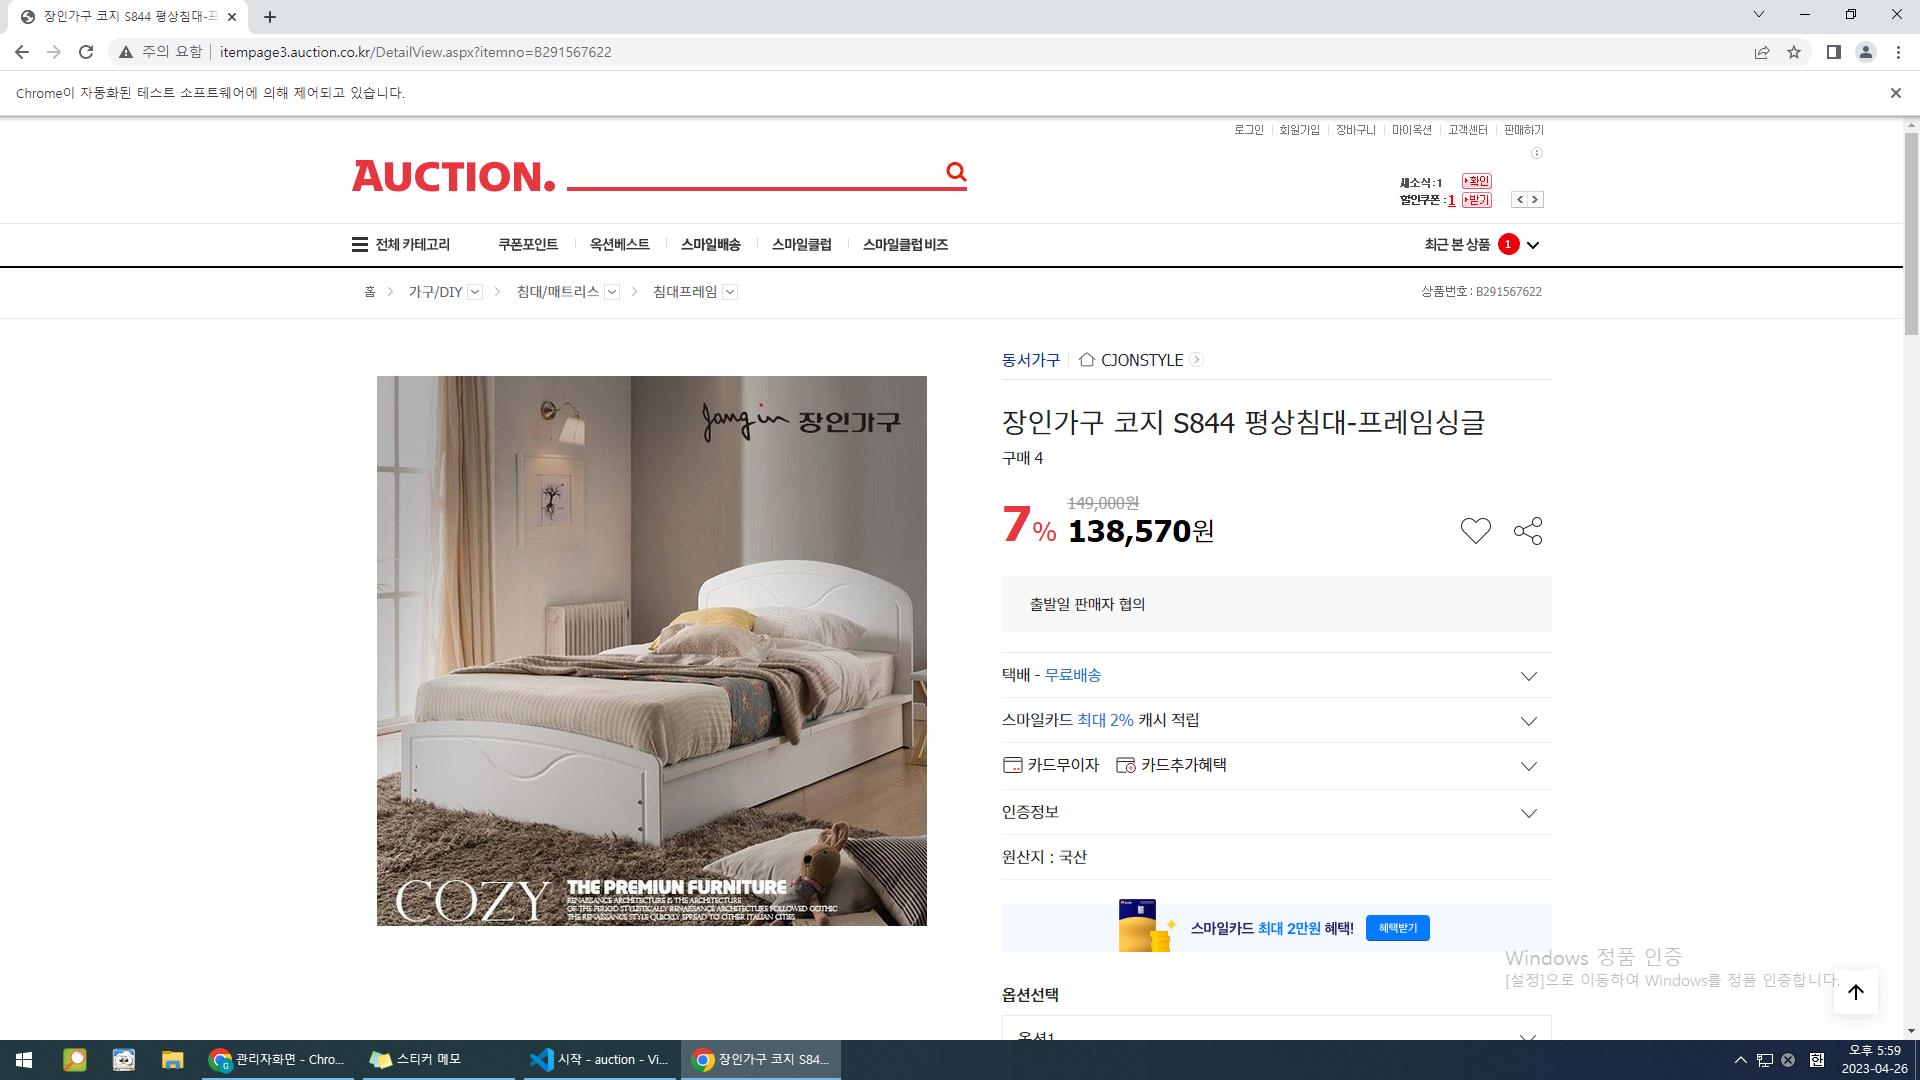 장인가구 코지 S844 평상침대-프
주의 요함
itempage3.auction.co.kr/DetailView.aspx?itemno=B291567622
Chrome이 자동화된 테스트 소프트웨어에 의해 제어되고 있습니다.
로그인 회원가입 장바구니 마이옥션 고객센터 판매하기
AUCTION.
새소식 : 1 확인
할인쿠폰 : 1 받기
전체 카테고리 쿠폰포인트 옥션베스트 스마일배송 스마일클럽 스마일클럽 비즈 최근 본 상품 1
홈 가구/DIY 침대/매트리스 침대프레임 상품번호 : B291567622
동서가구 CJONSTYLE
Jang in 장인가구
장인가구 코지 S844 평상침대-프레임싱글
구매 4
149,000원
7% 138,570원
출발일 판매자 협의
택배 - 무료배송
스마일카드 최대 2% 캐시 적립
카드무이자 카드추가혜택
인증정보
원산지 : 국산
COZY
THE PREMIUN FURNITURE
RENAISSANCE ARCHITECTURE IS THE ARCHITECTURE
OF THE PERIOD STYLISTICALLY RENAISSANCE ARCHITECTURE FOLLOWED GOTHIC
THE RENAISSANCE STYLE QUICKLY SPREAD TO OTHER ITALIAN CITIES
스마일카드 최대 2만원 혜택! 혜택받기
Windows 정품 인증
[설정]으로 이동하여 Windows를 정품 인증합니다.
옵션선택
옵션1
관리자화면 - Chro...
스티커 메모
시작 - auction - Vi...
장인가구 코지 S84...
한
오후 5:59
2023-04-26